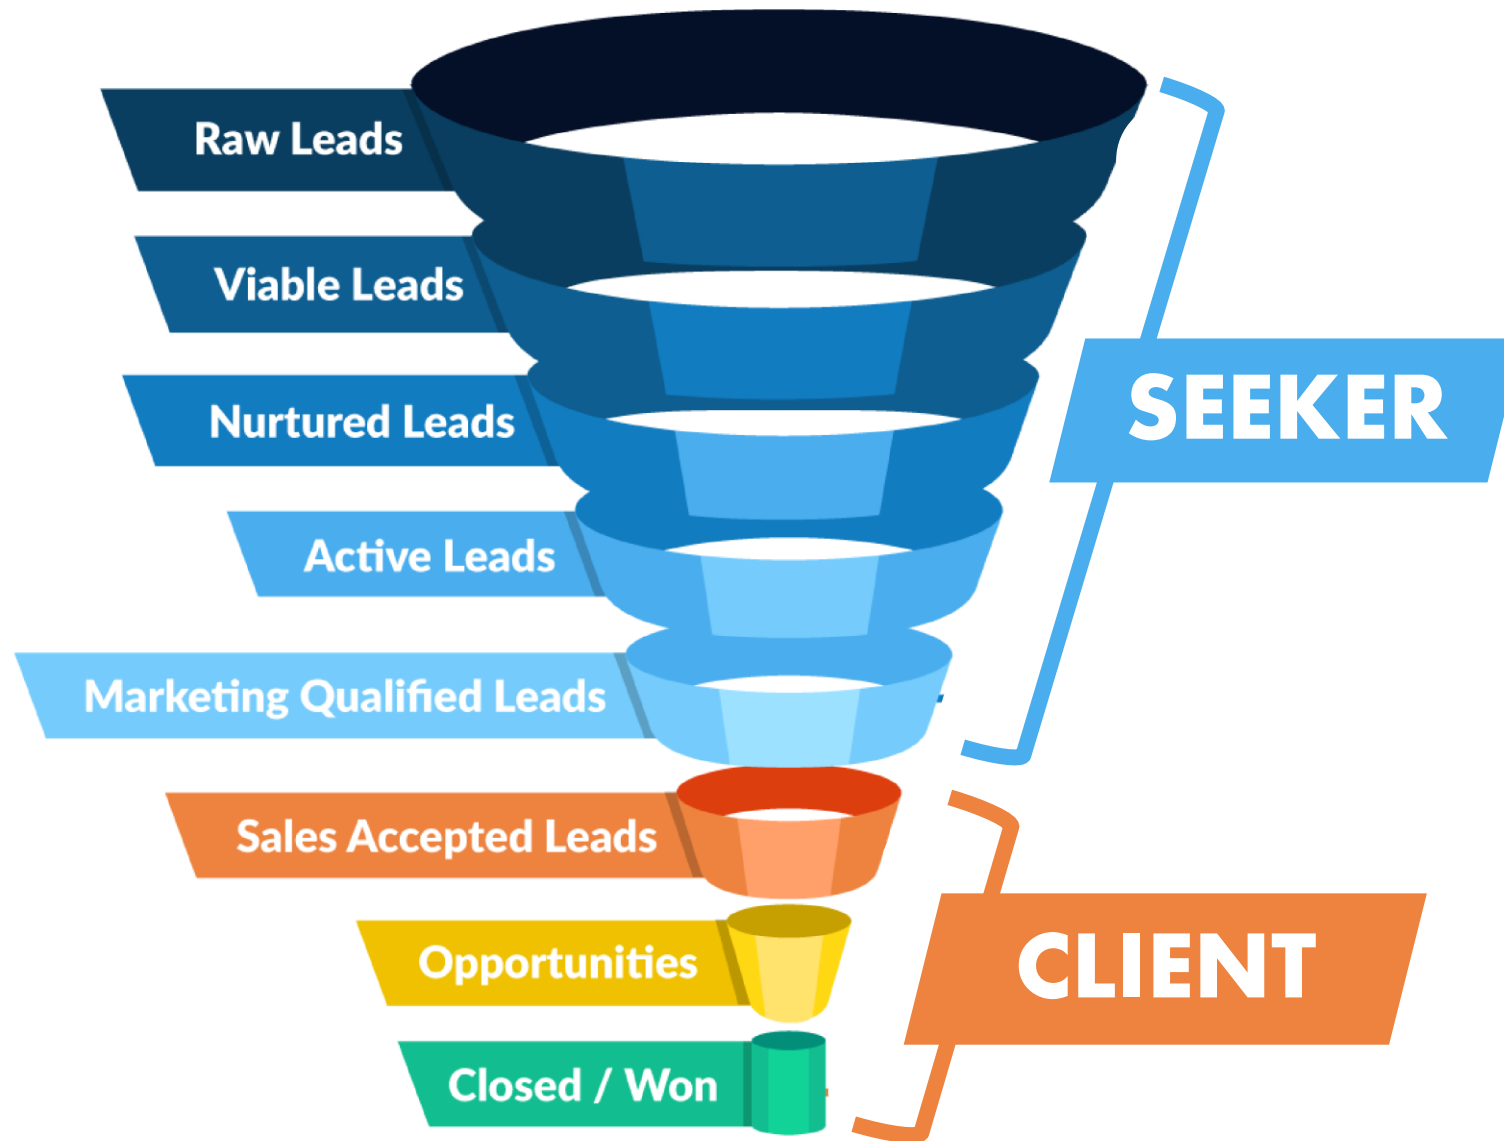 Raw Leads
Viable Leads
Nurtured Leads
Active Leads
Marketing Qualified Leads
Sales Accepted Leads
Opportunities
Closed / Won
SEEKER
CLIENT